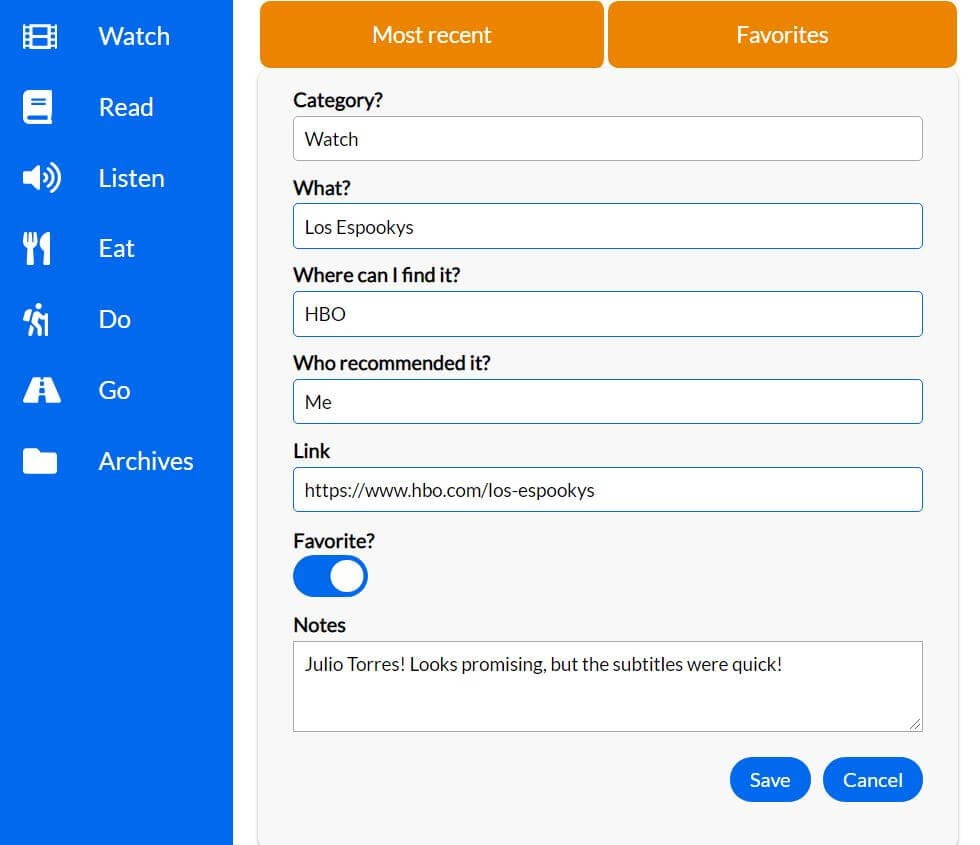 Watch
Read
Listen
Eat
Do
Go
Archives
Most recent
Favorites
Category?
Watch
What?
Los Espookys
Where can I find it?
HBO
Who recommended it?
Me
Link
https://www.hbo.com/los-espookys
Favorite?
Notes
Julio Torres! Looks promising, but the subtitles were quick!
Save
Cancel